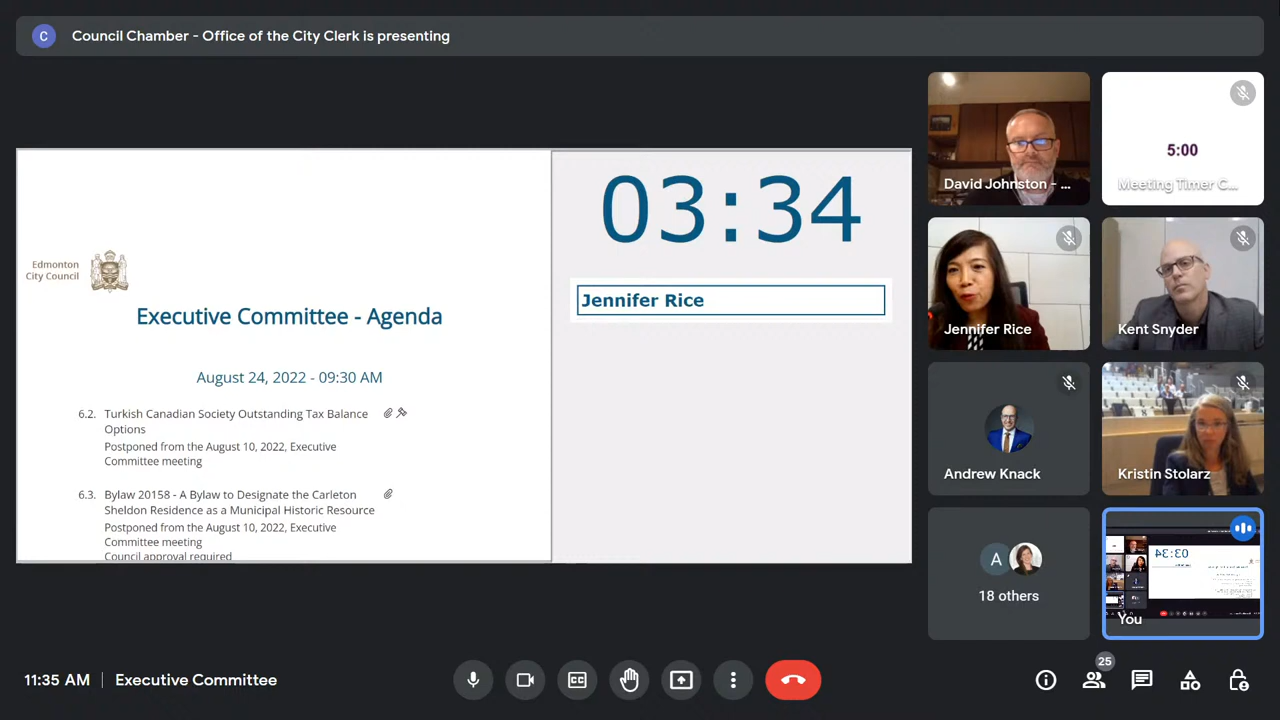 C
Council Chamber - Office of the City Clerk is presenting
Edmonton
City Council
Executive Committee - Agenda
August 24, 2022 - 09:30 AM
6.2. Turkish Canadian Society Outstanding Tax Balance
Options
Postponed from the August 10, 2022, Executive
Committee meeting
6.3. Bylaw 20158 - A Bylaw to Designate the Carleton
Sheldon Residence as a Municipal Historic Resource
Postponed from the August 10, 2022, Executive
Committee meeting
Council approval required
03:34
Jennifer Rice
David Johnston - ...
5:00
Meeting Timer C...
Jennifer Rice
Kent Snyder
Andrew Knack
Kristin Stolarz
A
18 others
03:34
You
11:35 AM | Executive Committee
25